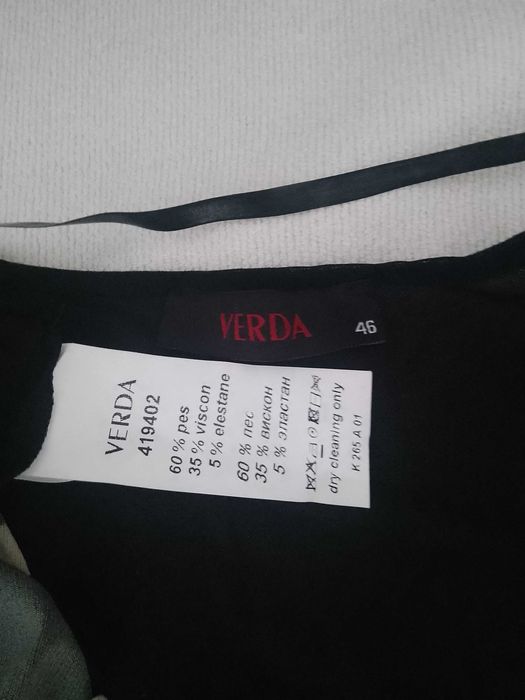 VERDA
46
VERDA
419402
60 % pes
35 % viscon
5 % elestane
60 % пес
35 % вискон
5 % эластан
dry cleaning only
K 265 A 01